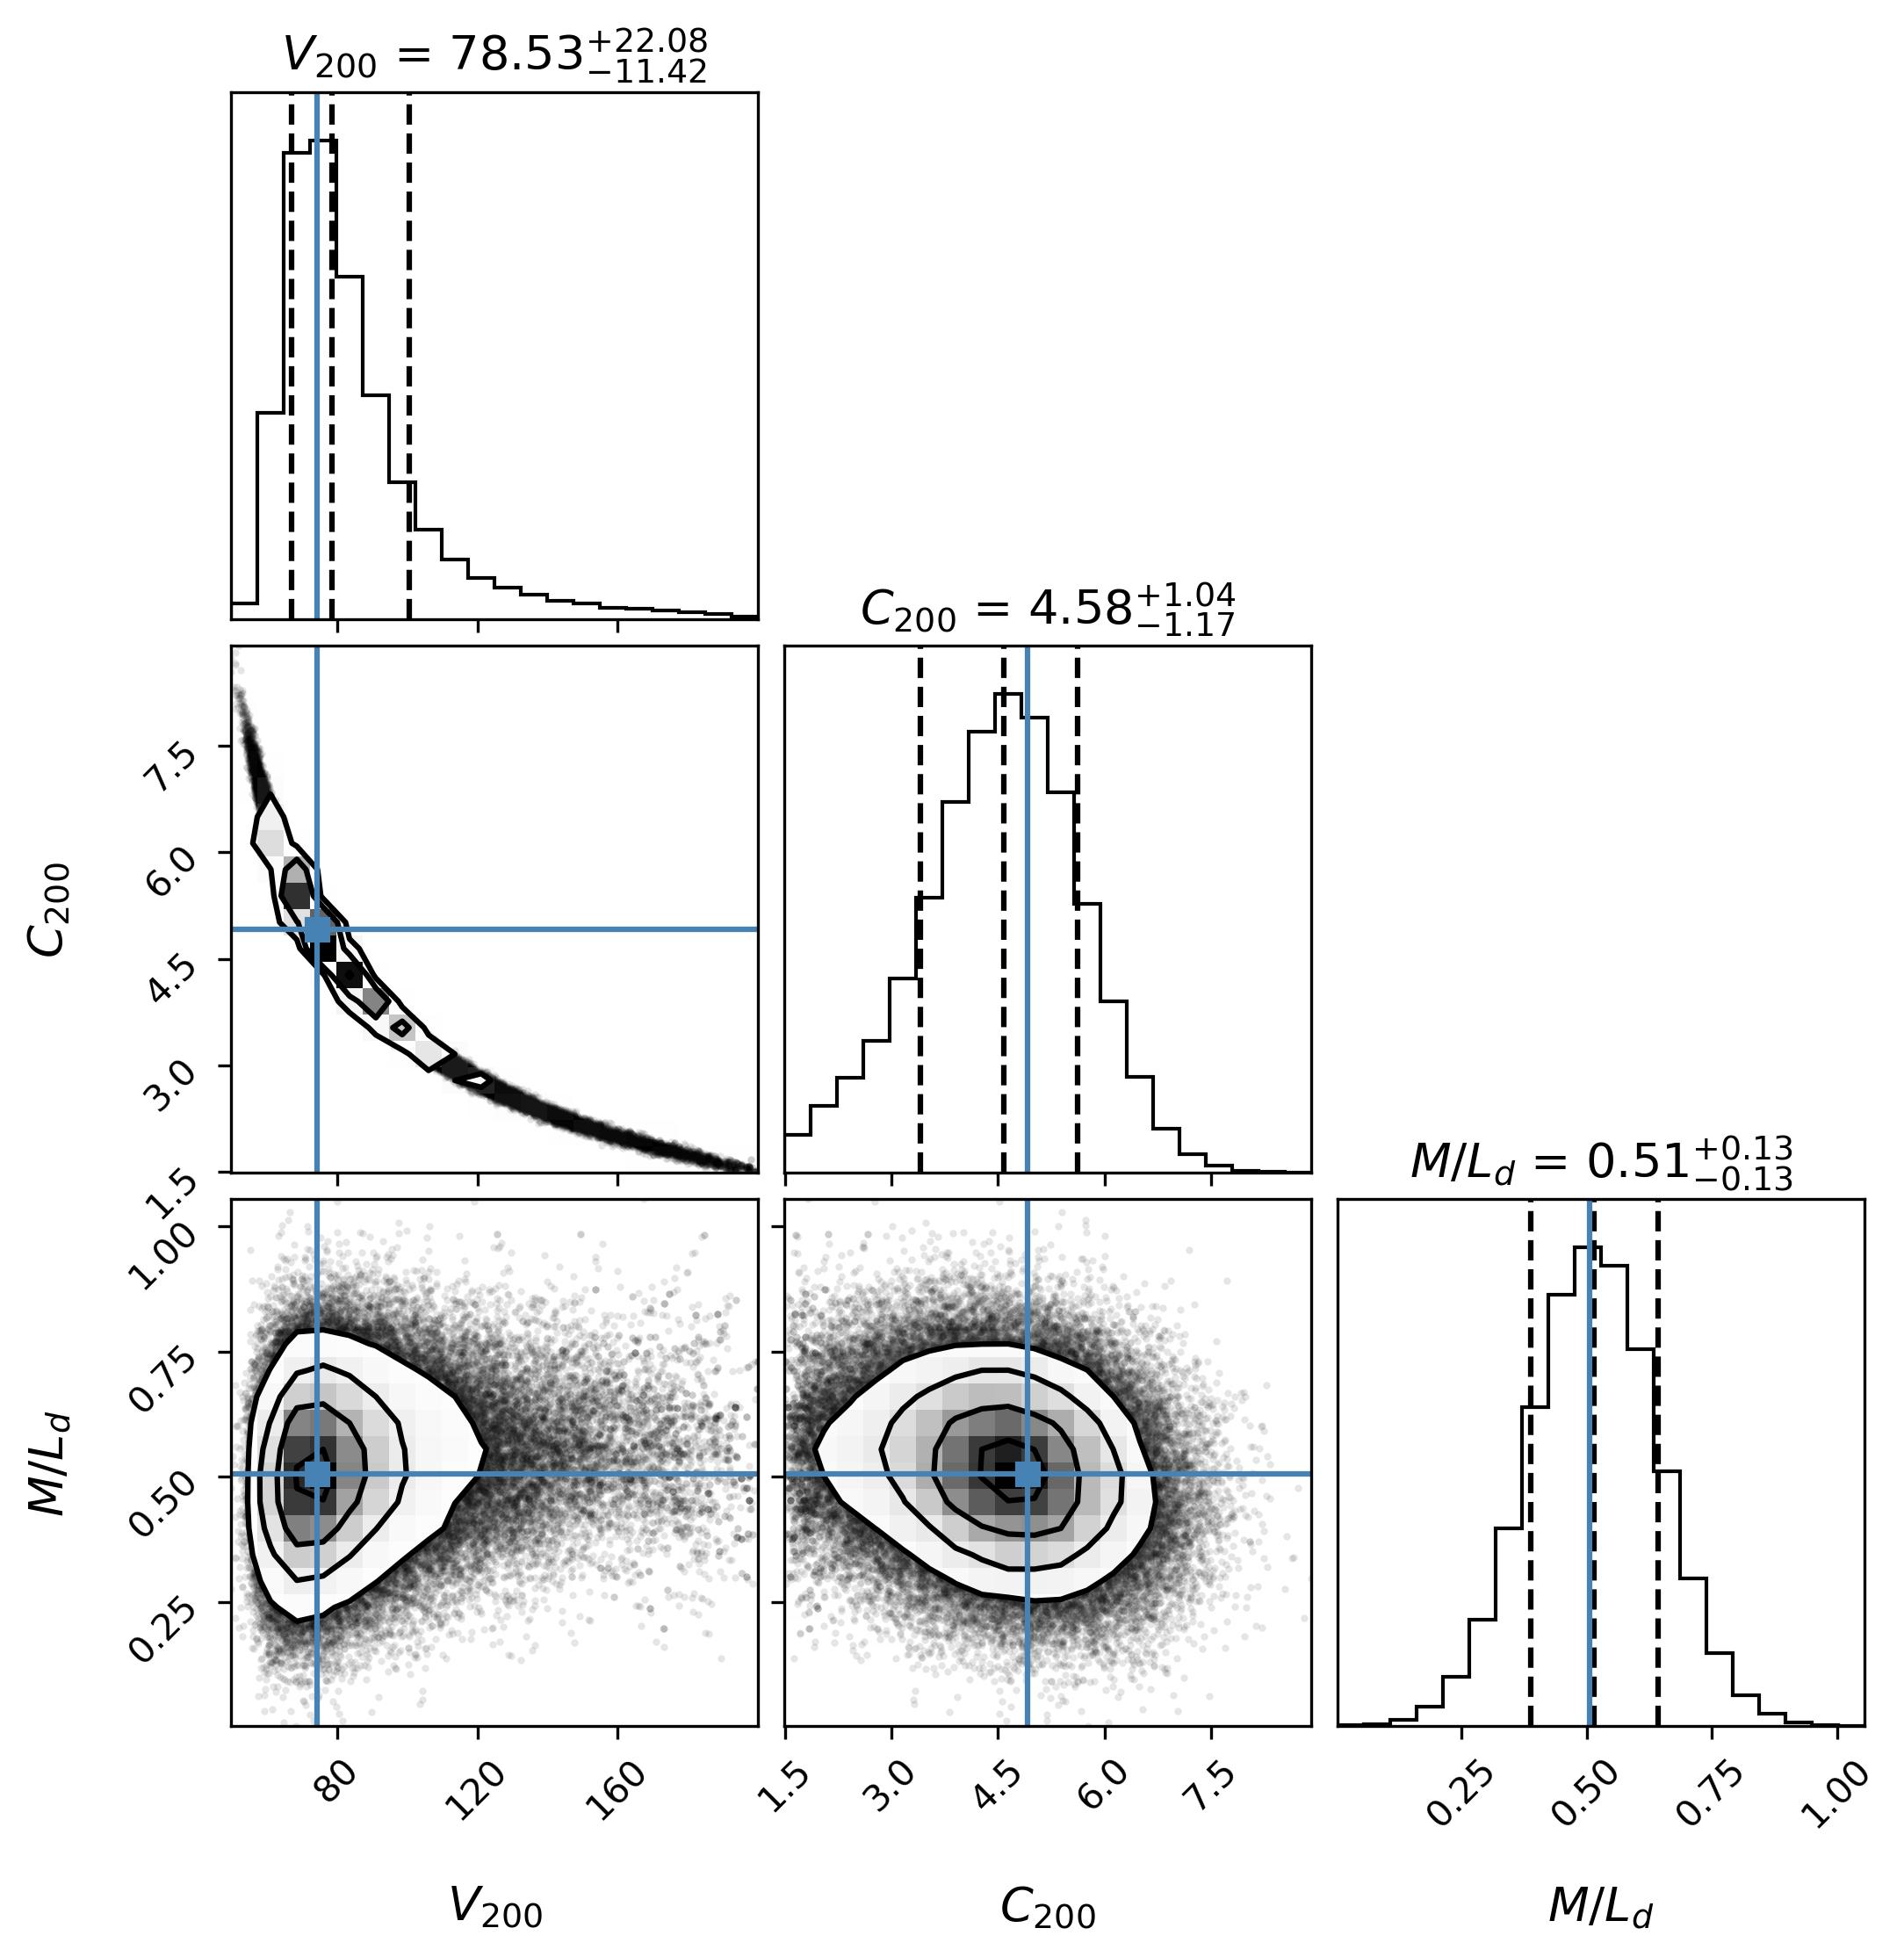 V₂₀₀ = 78.53⁺²²·⁰⁸₋₁₁.₄₂
C₂₀₀ = 4.58⁺¹·⁰⁴₋₁.₁₇
C₂₀₀
7.5
6.0
4.5
3.0
1.5
M/L_d = 0.51⁺⁰·¹³₋₀.₁₃
M/L_d
1.00
0.75
0.50
0.25
80 120 160
1.5 3.0 4.5 6.0 7.5
0.25 0.50 0.75 1.00
V₂₀₀ C₂₀₀ M/L_d